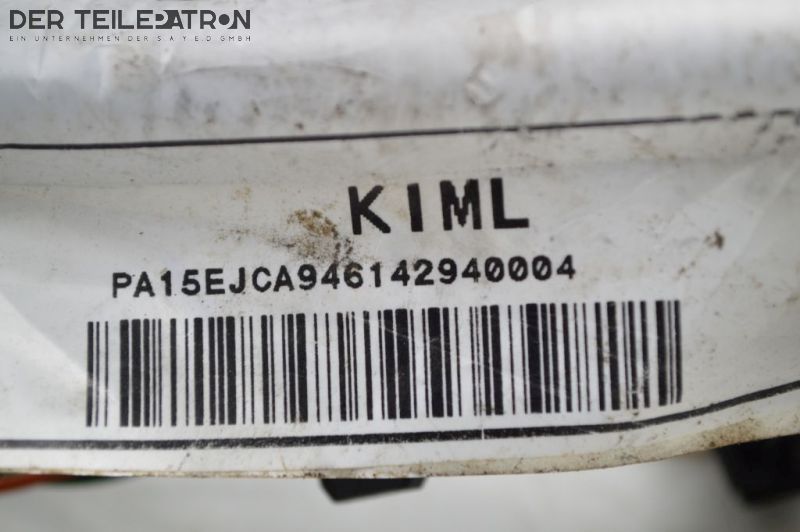 DER TEILEPATRON
EIN UNTERNEHMEN DER S A Y E.D GMBH
KIML
PA15EJCA946142940004